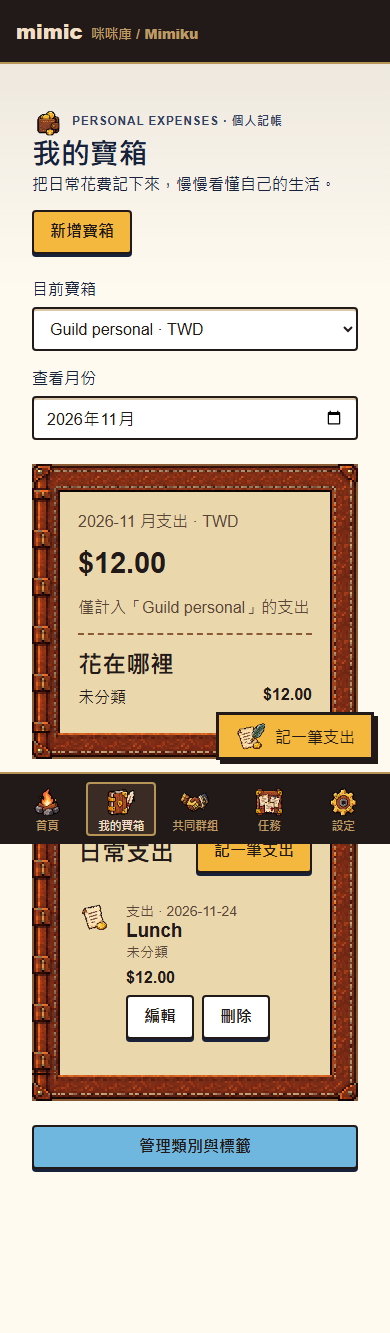 mimic 咪咪庫 / Mimiku
PERSONAL EXPENSES · 個人記帳
我的寶箱
把日常花費記下來，慢慢看懂自己的生活。
新增寶箱
目前寶箱
Guild personal · TWD
查看月份
2026年11月
2026-11 月支出 · TWD
$12.00
僅計入「Guild personal」的支出
花在哪裡
未分類 $12.00
記一筆支出
首頁 我的寶箱 共同群組 任務 設定
日常支出 記一筆支出
支出 · 2026-11-24
Lunch
未分類
$12.00
編輯 刪除
管理類別與標籤